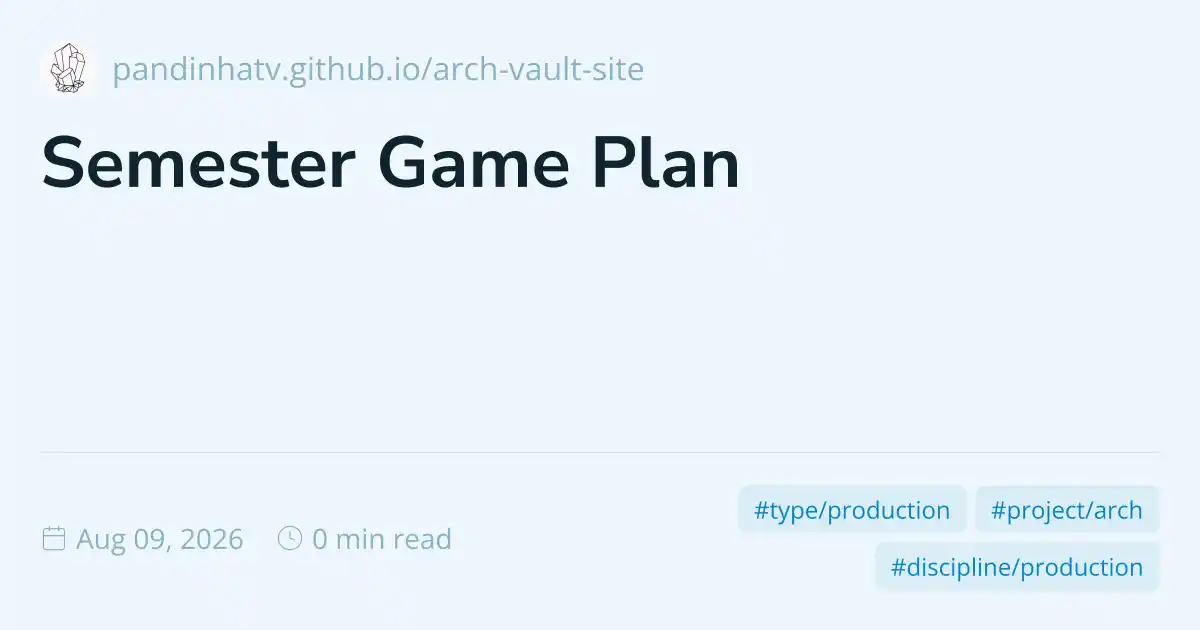 pandinhatv.github.io/arch-vault-site
Semester Game Plan
Aug 09, 2026 0 min read
#type/production #project/arch
#discipline/production